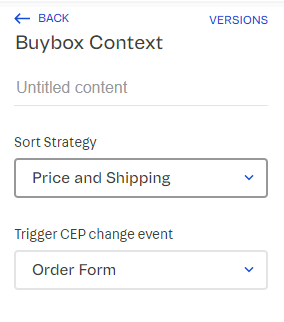 BACK
VERSIONS
Buybox Context
Untitled content
Sort Strategy
Price and Shipping
Trigger CEP change event
Order Form